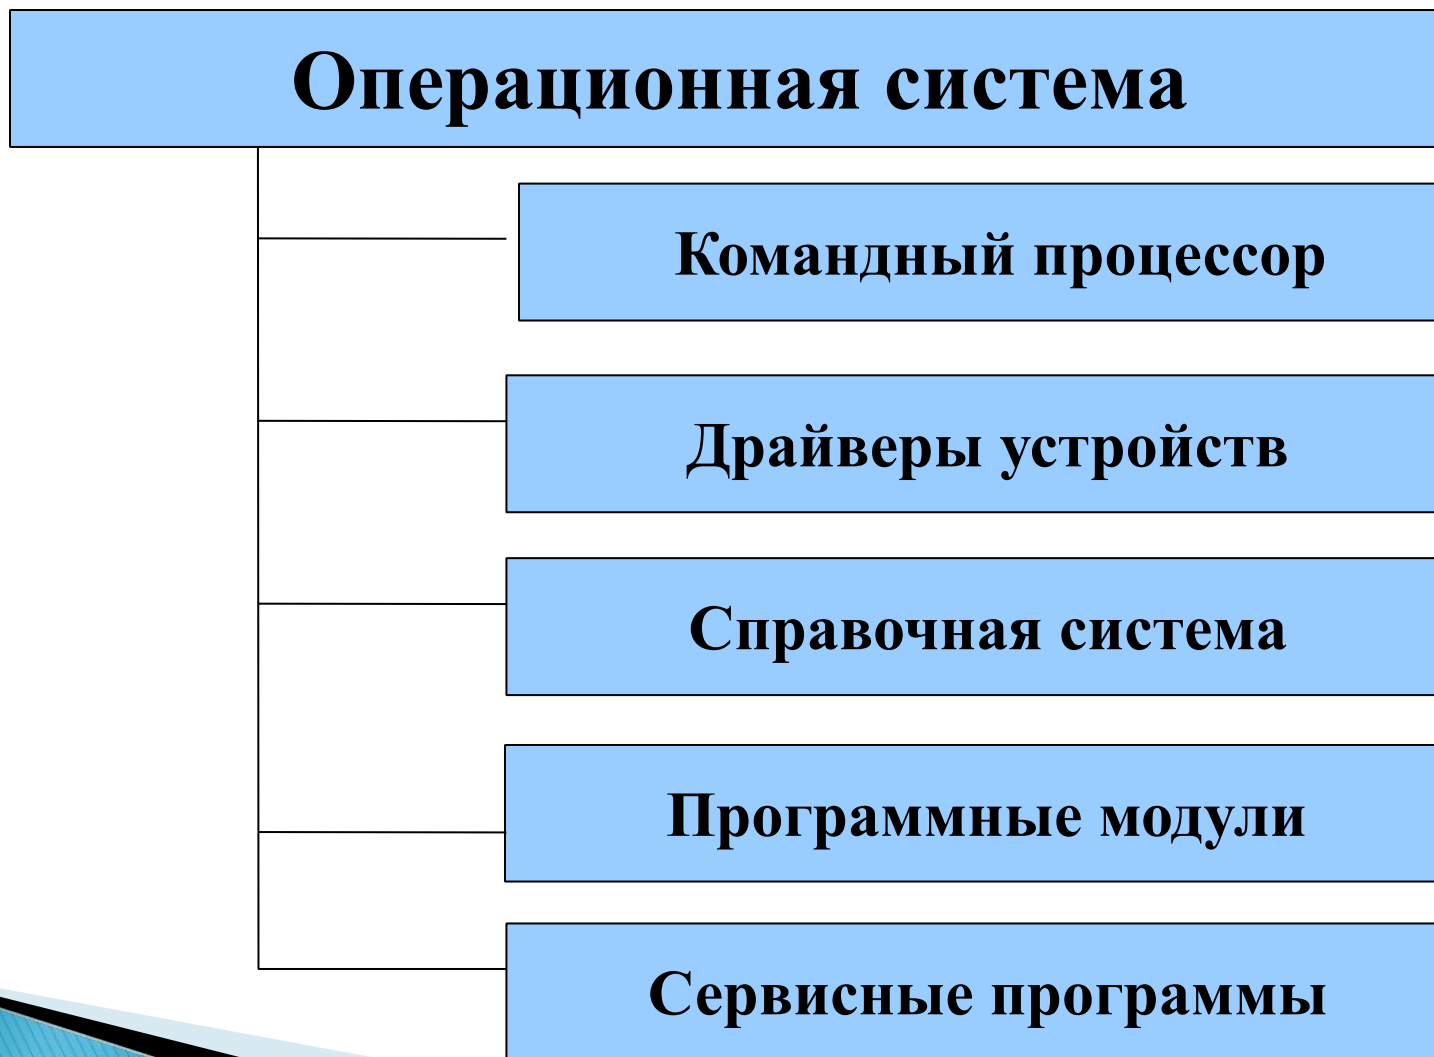 Операционная система
Командный процессор
Драйверы устройств
Справочная система
Программные модули
Сервисные программы